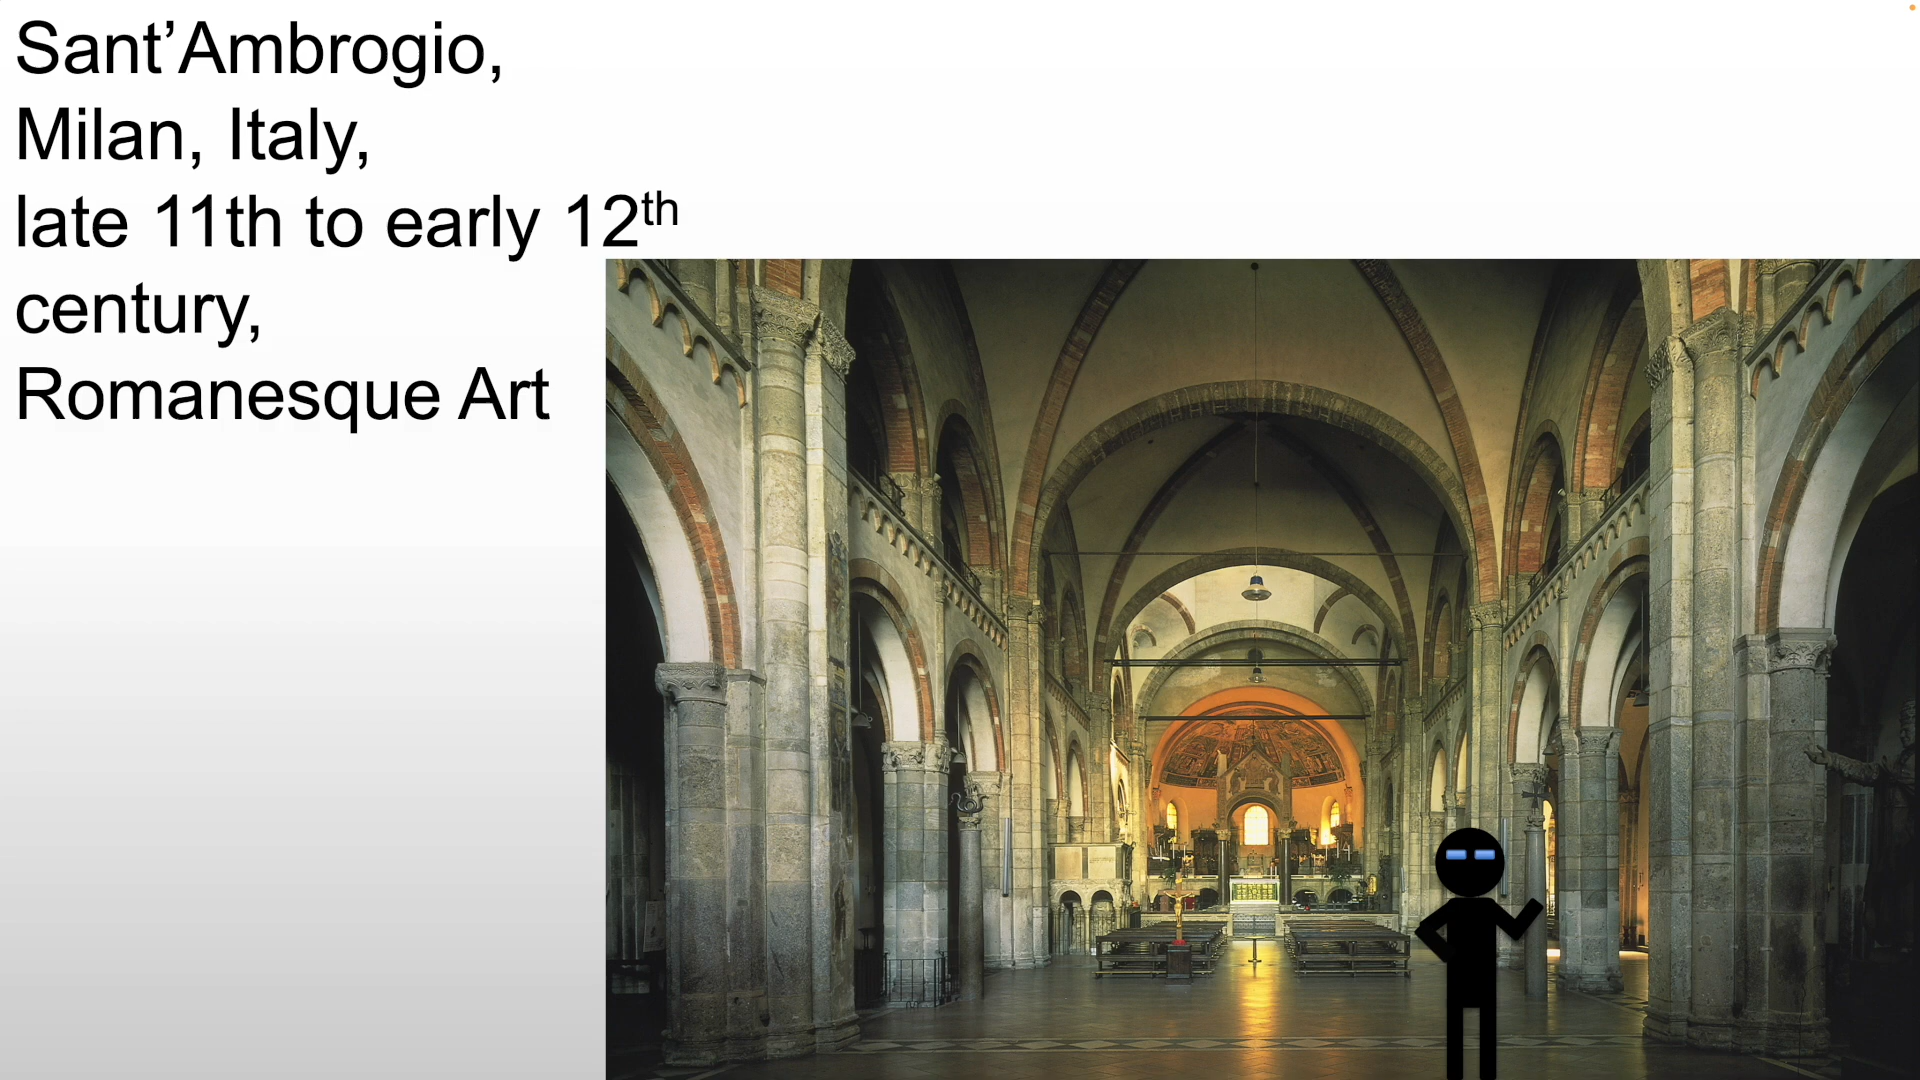 Sant’Ambrogio,
Milan, Italy,
late 11th to early 12th
century,
Romanesque Art